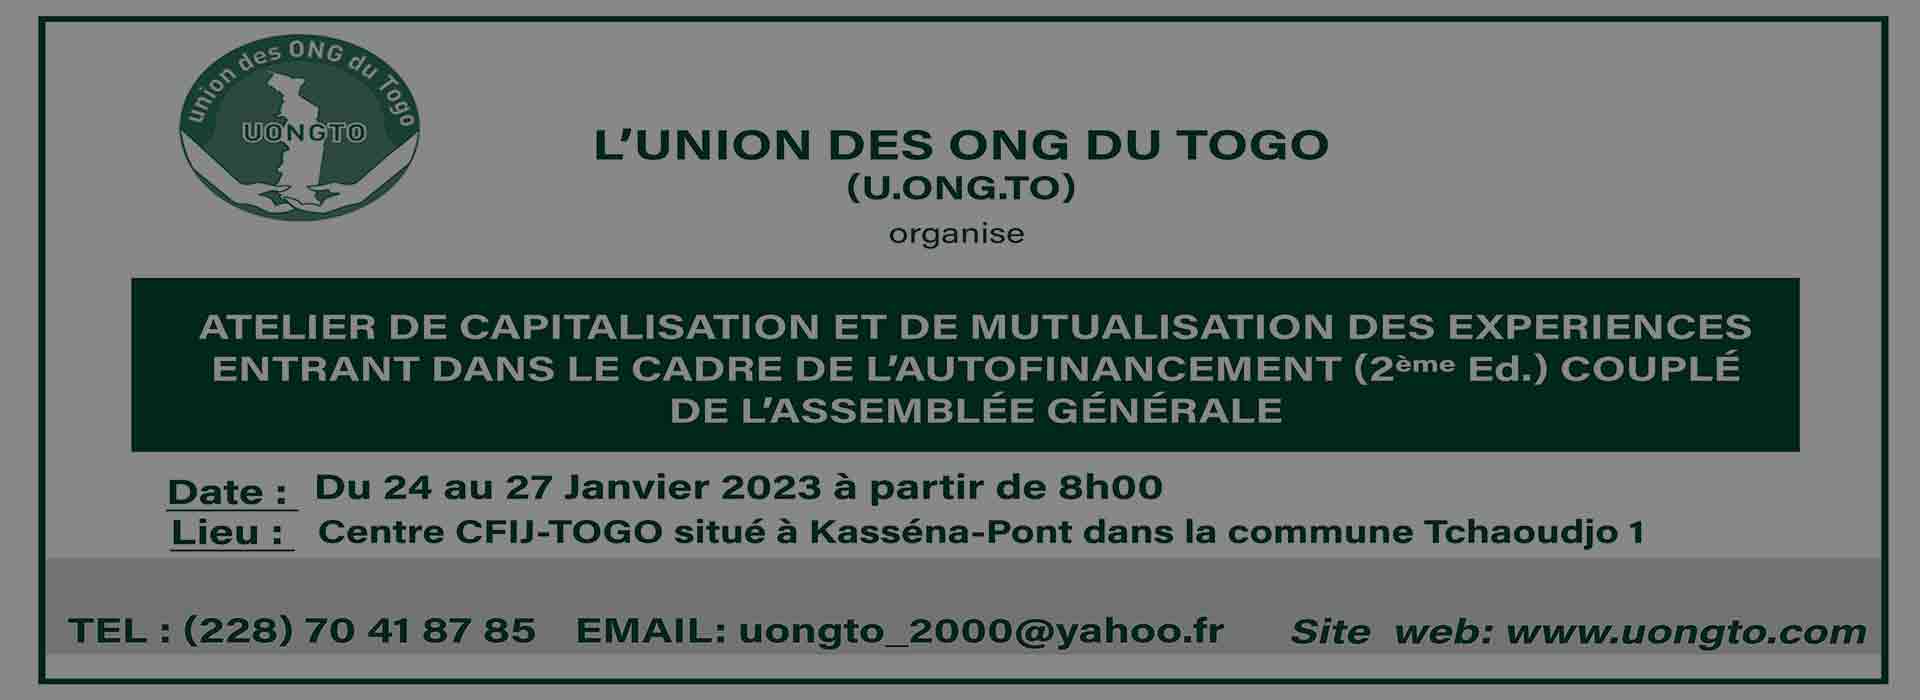 union des ONG du Togo
UONGTO
L'UNION DES ONG DU TOGO
(U.ONG.TO)
organise
ATELIER DE CAPITALISATION ET DE MUTUALISATION DES EXPERIENCES
ENTRANT DANS LE CADRE DE L'AUTOFINANCEMENT (2ème Ed.) COUPLÉ
DE L'ASSEMBLÉE GÉNÉRALE
Date : Du 24 au 27 Janvier 2023 à partir de 8h00
Lieu : Centre CFIJ-TOGO situé à Kasséna-Pont dans la commune Tchaoudjo 1
TEL : (228) 70 41 87 85 EMAIL: uongto_2000@yahoo.fr Site web: www.uongto.com